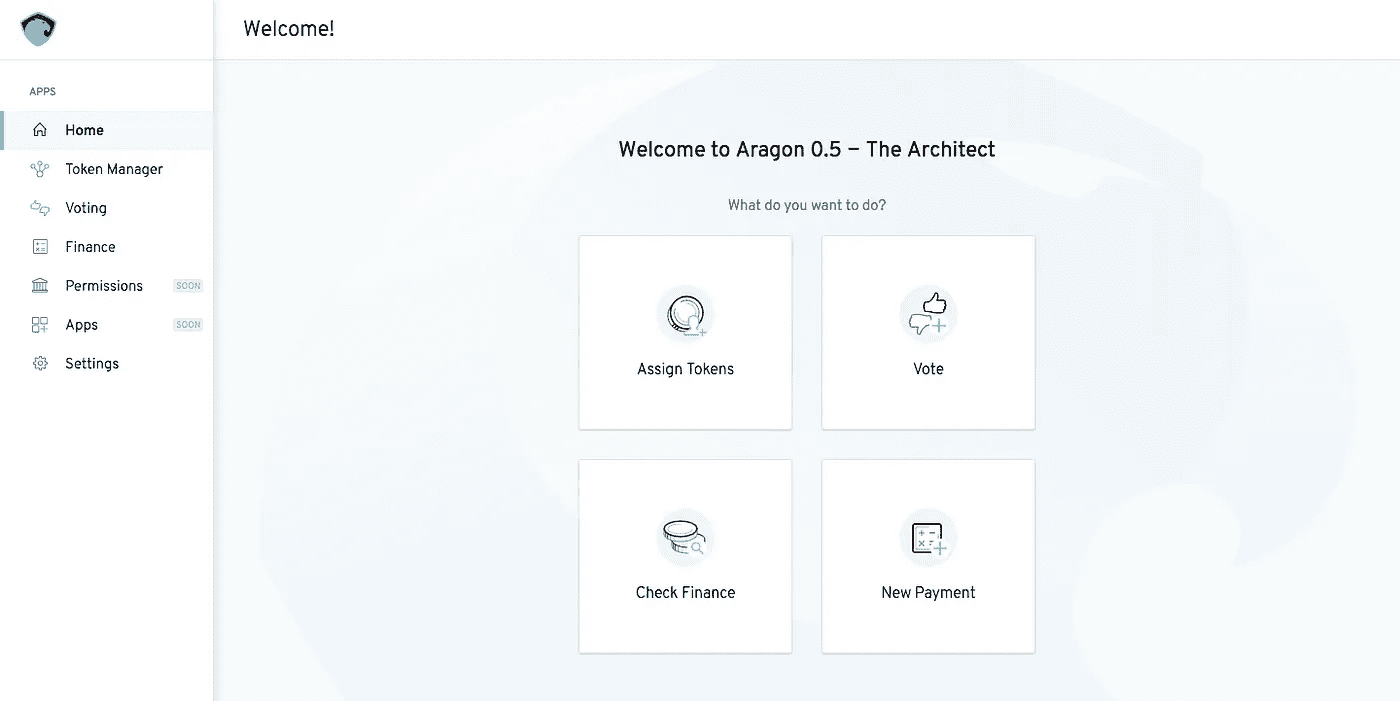 Welcome!
APPS
Home
Token Manager
Voting
Finance
Permissions SOON
Apps SOON
Settings
Welcome to Aragon 0.5 – The Architect
What do you want to do?
Assign Tokens
Vote
Check Finance
New Payment